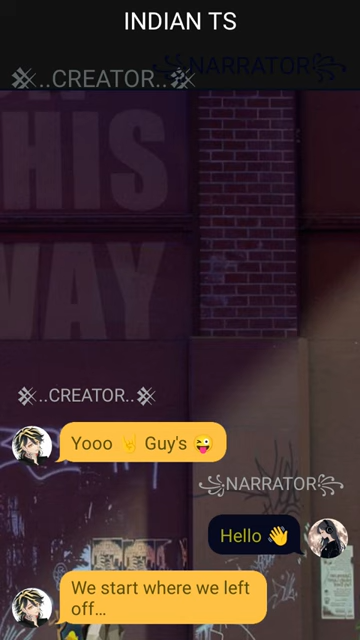 INDIAN TS
꧁NARRATOR꧂
※..CREATOR..※
HIS
WAY
※..CREATOR..※
Yooo 🤘 Guy's 😜
꧁NARRATOR꧂
Hello 👋
We start where we left
off...